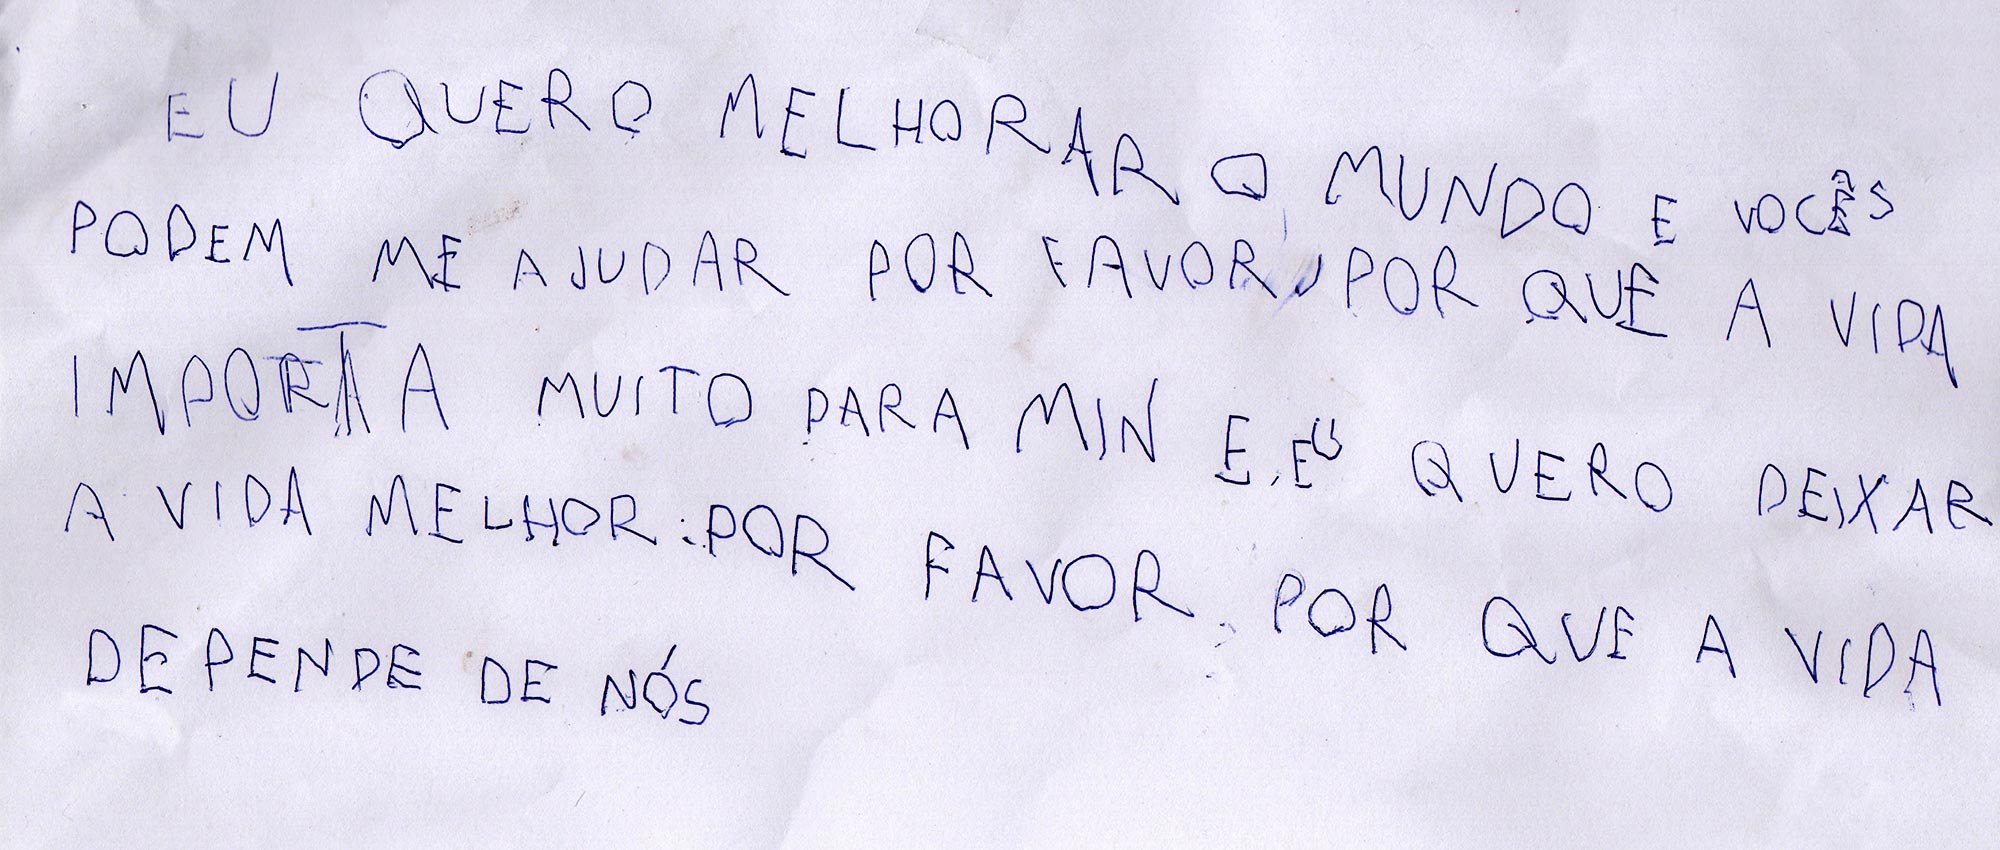 EU QUERO MELHORAR O MUNDO E VOCÊS
PODEM ME AJUDAR POR FAVOR, POR QUE A VIDA
IMPORTA MUITO PARA MIN E EU QUERO DEIXAR
A VIDA MELHOR. POR FAVOR, POR QUE A VIDA
DEPENDE DE NÓS